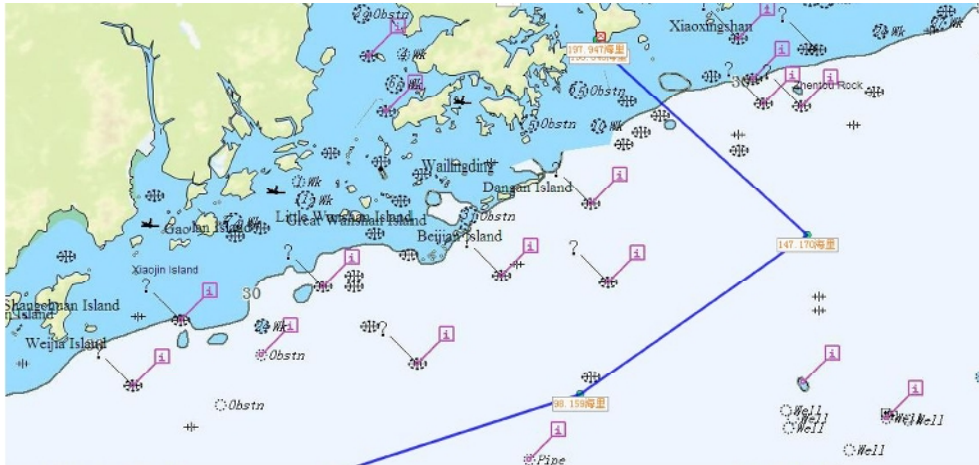 Obstn
i
Xiaoxingshan
?
i
Wk
197.947海里
i
Wk
Obstn
30
?
i
i
Zhentou Rock
Obstn
Wk
Wailingding
Wk
Wk
Dangan Island
i
Gaolan Island
Little Wanshan Island
Great Wanshan Island
Obstn
Beijian Island
147.170海里
Xiaojin Island
?
i
?
i
?
i
?
30
Shangchuan Island
i
Wk
Weijia Island
?
i
Obstn
?
i
?
i
i
98.159海里
Obstn
Well
Well
Well
Well
Well
Well
i
i
Pipe